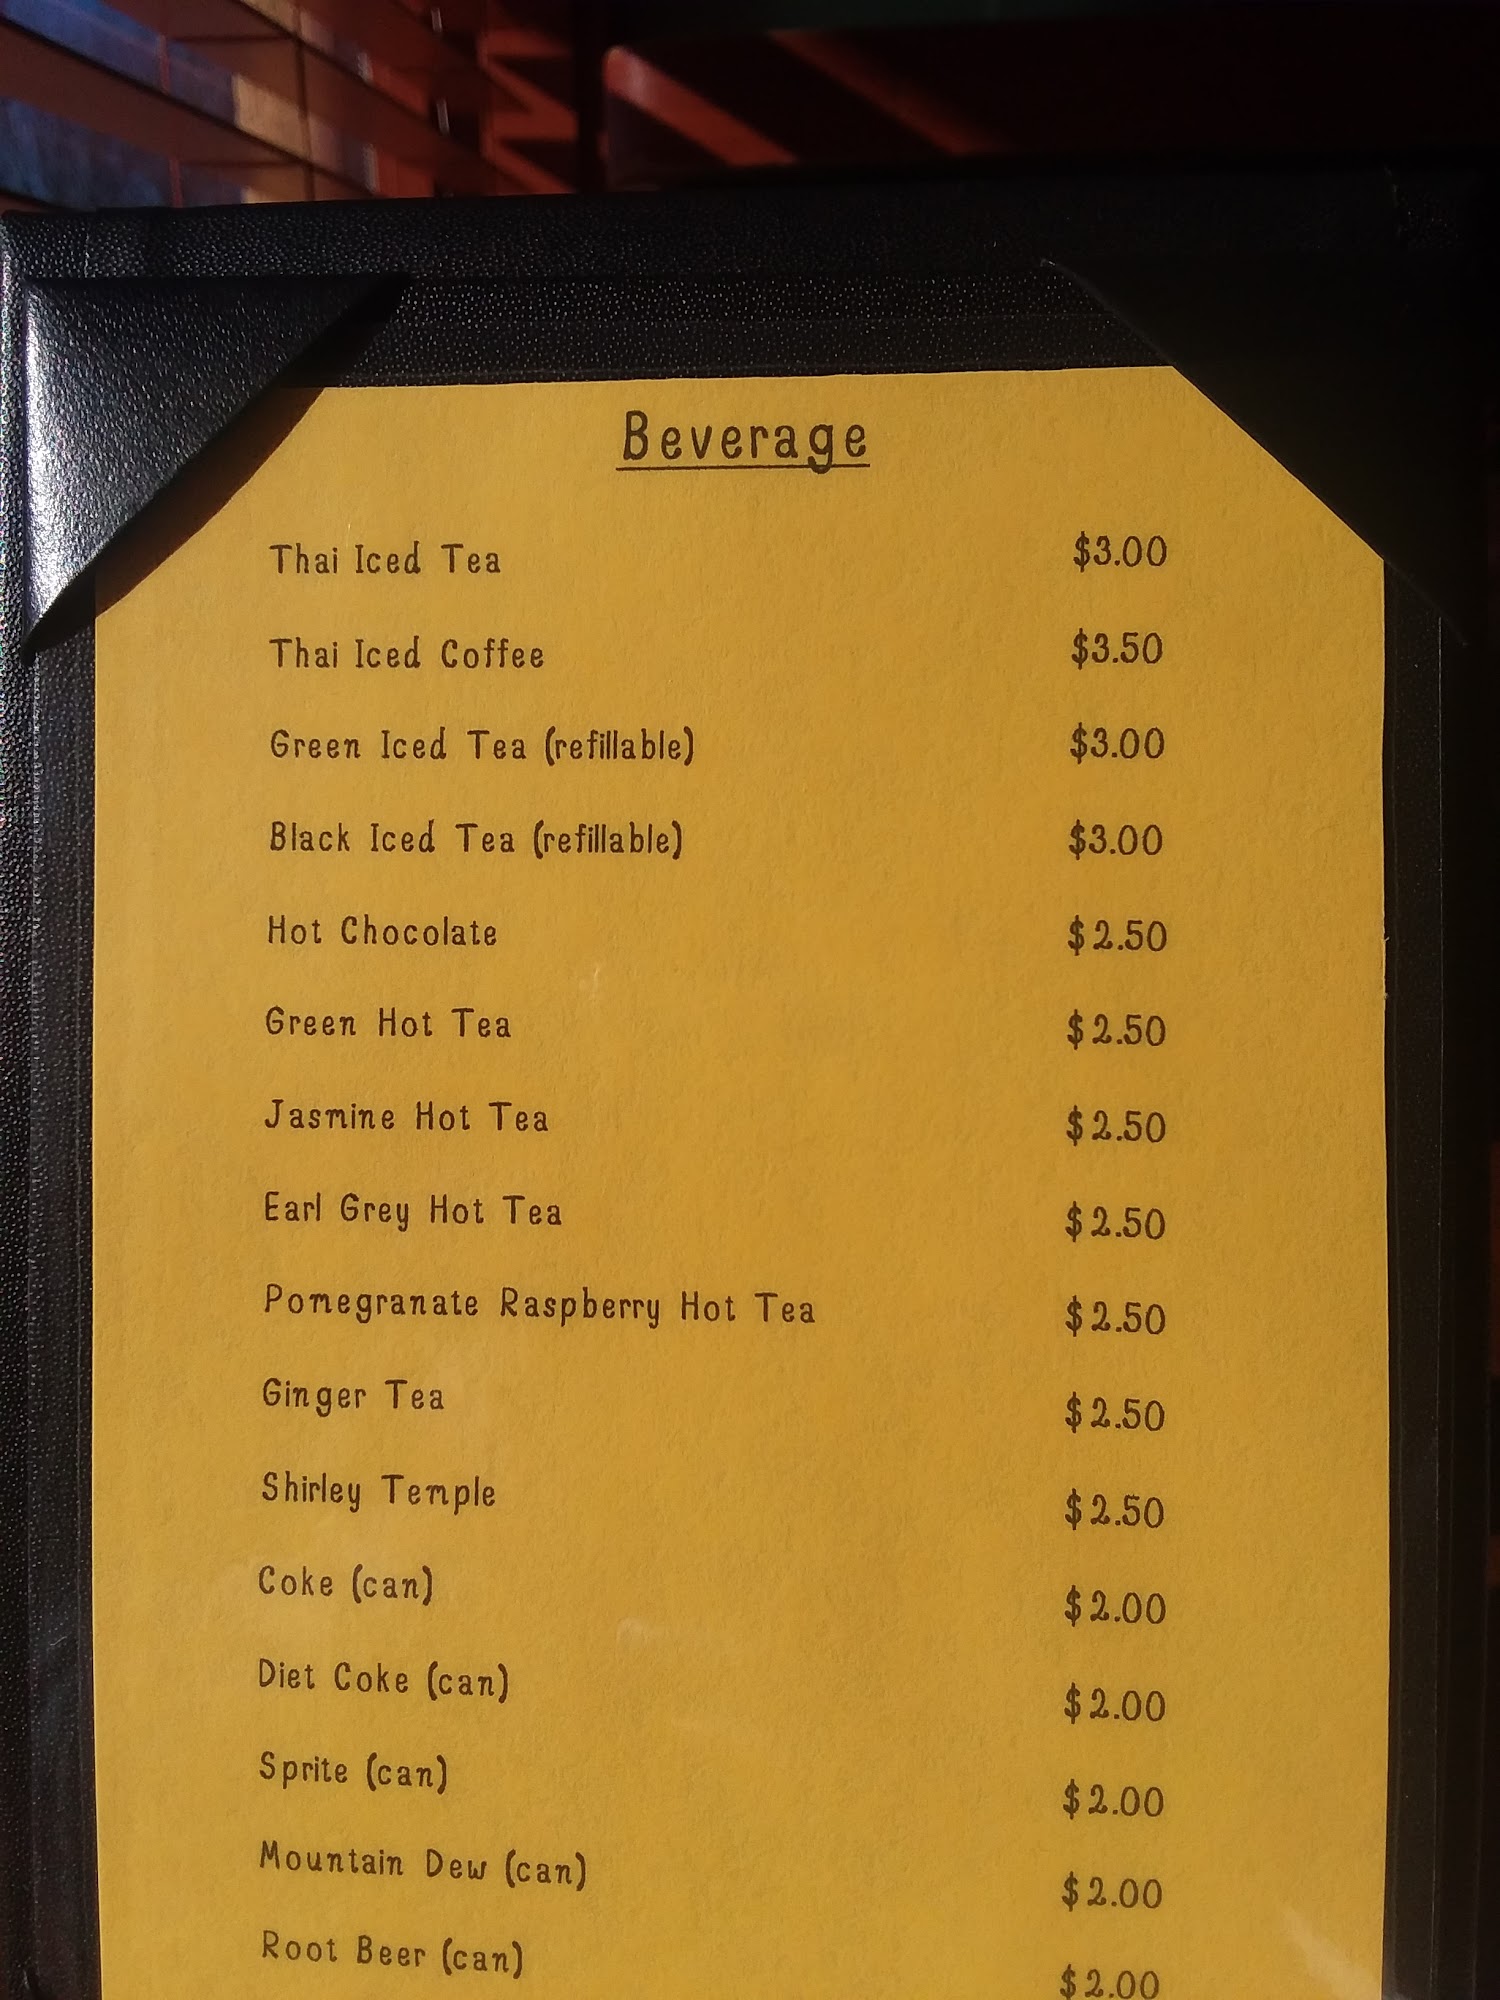 Beverage
Thai Iced Tea $3.00
Thai Iced Coffee $3.50
Green Iced Tea (refillable) $3.00
Black Iced Tea (refillable) $3.00
Hot Chocolate $2.50
Green Hot Tea $2.50
Jasmine Hot Tea $2.50
Earl Grey Hot Tea $2.50
Pomegranate Raspberry Hot Tea $2.50
Ginger Tea $2.50
Shirley Temple $2.50
Coke (can) $2.00
Diet Coke (can) $2.00
Sprite (can) $2.00
Mountain Dew (can) $2.00
Root Beer (can) $2.00